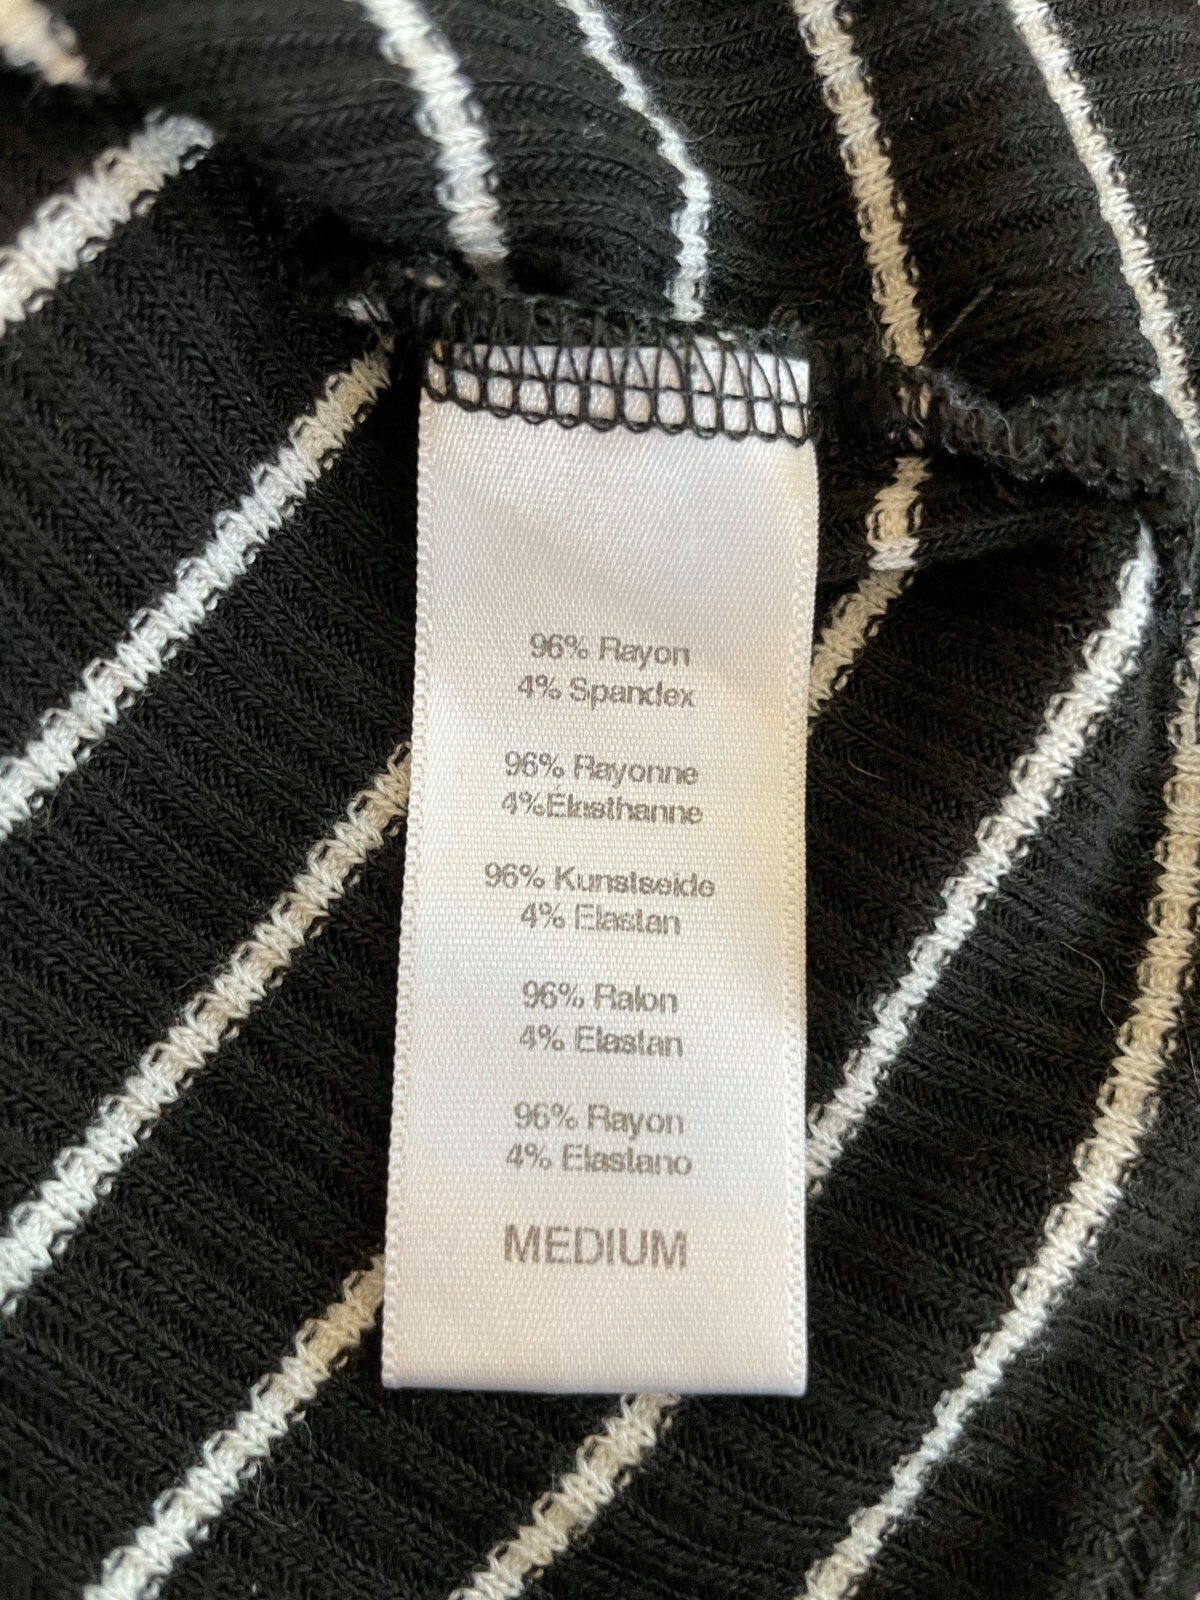 96% Rayon
4% Spandex
96% Rayonne
4%Elasthanne
96% Kunstseide
4% Elastan
96% Ralon
4% Elastan
96% Rayon
4% Elastano
MEDIUM